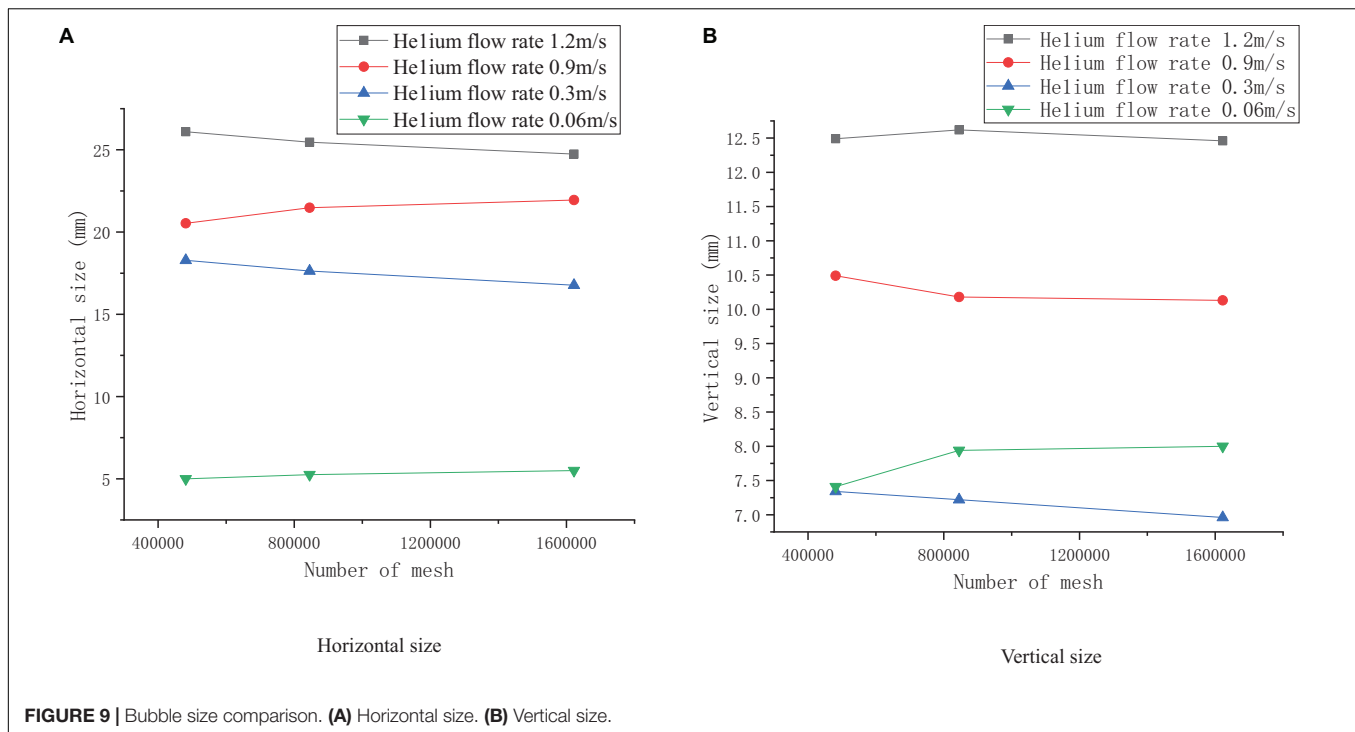 A
Helium flow rate 1.2m/s
Helium flow rate 0.9m/s
Helium flow rate 0.3m/s
Helium flow rate 0.06m/s
25
20
15
10
5
Horizontal size (mm)
400000 800000 1200000 1600000
Number of mesh
Horizontal size
B
Helium flow rate 1.2m/s
Helium flow rate 0.9m/s
Helium flow rate 0.3m/s
Helium flow rate 0.06m/s
12.5
12.0
11.5
11.0
10.5
10.0
9.5
9.0
8.5
8.0
7.5
7.0
Vertical size (mm)
400000 800000 1200000 1600000
Number of mesh
Vertical size
FIGURE 9 | Bubble size comparison. (A) Horizontal size. (B) Vertical size.